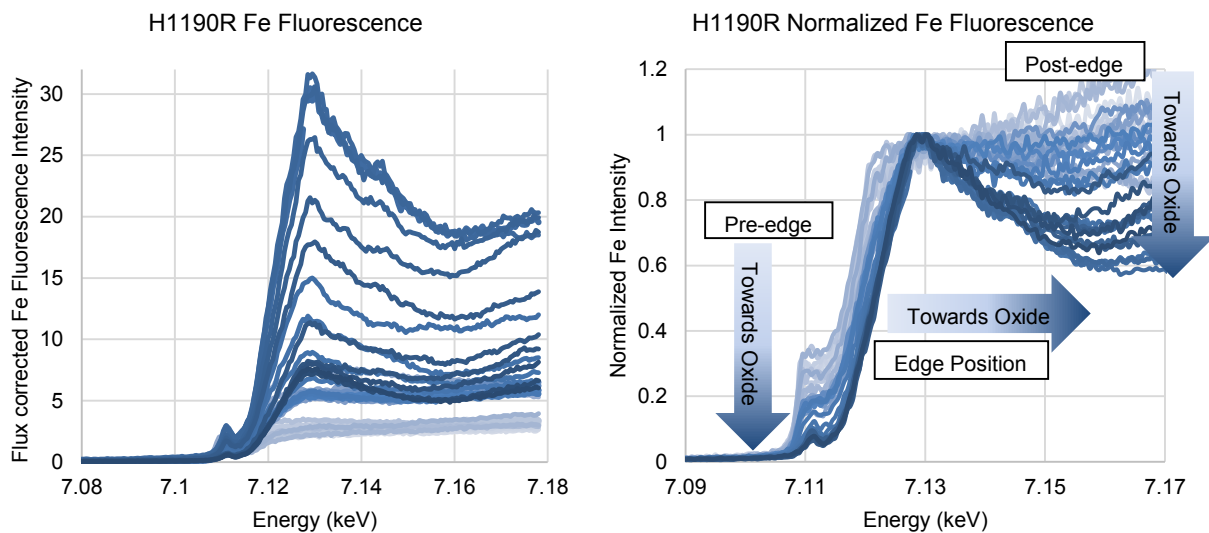 H1190R Fe Fluorescence
Flux corrected Fe Fluorescence Intensity
30
25
20
15
10
5
0
7.08
7.1
7.12
7.14
7.16
7.18
Energy (keV)
H1190R Normalized Fe Fluorescence
Normalized Fe Intensity
1.2
1
0.8
0.6
0.4
0.2
0
7.09
7.11
7.13
7.15
7.17
Energy (keV)
Post-edge
Towards Oxide
Pre-edge
Towards Oxide
Towards Oxide
Edge Position